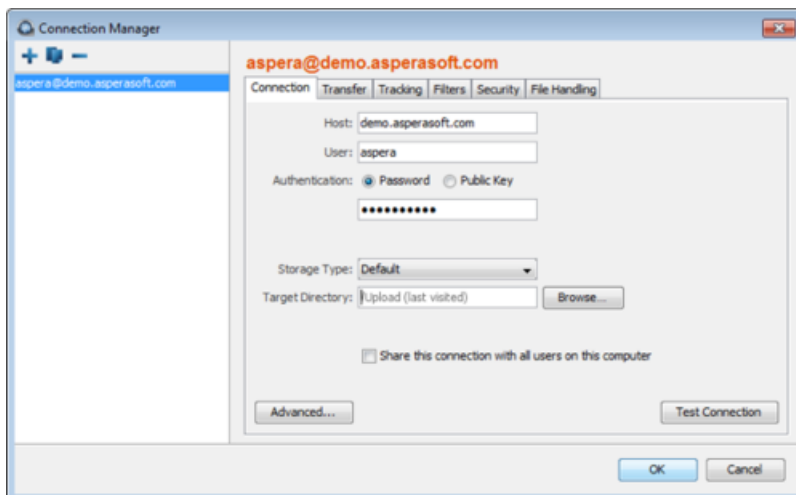 Connection Manager
aspera@demo.asperasoft.com
aspera@demo.asperasoft.com
Connection Transfer Tracking Filters Security File Handling
Host: demo.asperasoft.com
User: aspera
Authentication: Password Public Key
••••••••••
Storage Type: Default
Target Directory: /Upload (last visited) Browse...
Share this connection with all users on this computer
Advanced... Test Connection
OK Cancel